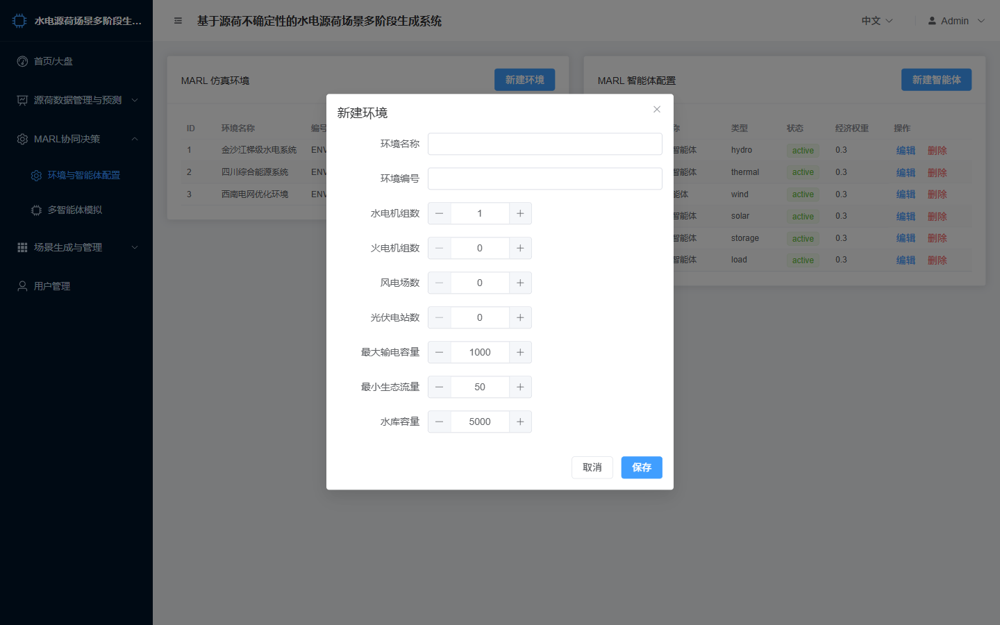 水电源荷场景多阶段生...
首页/大盘
源荷数据管理与预测
MARL协同决策
环境与智能体配置
多智能体模拟
场景生成与管理
用户管理
基于源荷不确定性的水电源荷场景多阶段生成系统
中文
Admin
MARL 仿真环境
新建环境
ID 环境名称 编号
1 金沙江梯级水电系统 ENV
2 四川综合能源系统 ENV
3 西南电网优化环境 ENV
MARL 智能体配置
新建智能体
称 类型 状态 经济权重 操作
智能体 hydro active 0.3 编辑 删除
智能体 thermal active 0.3 编辑 删除
能体 wind active 0.3 编辑 删除
智能体 solar active 0.3 编辑 删除
智能体 storage active 0.3 编辑 删除
智能体 load active 0.3 编辑 删除
新建环境
环境名称
环境编号
水电机组数 1
火电机组数 0
风电场数 0
光伏电站数 0
最大输电容量 1000
最小生态流量 50
水库容量 5000
取消 保存